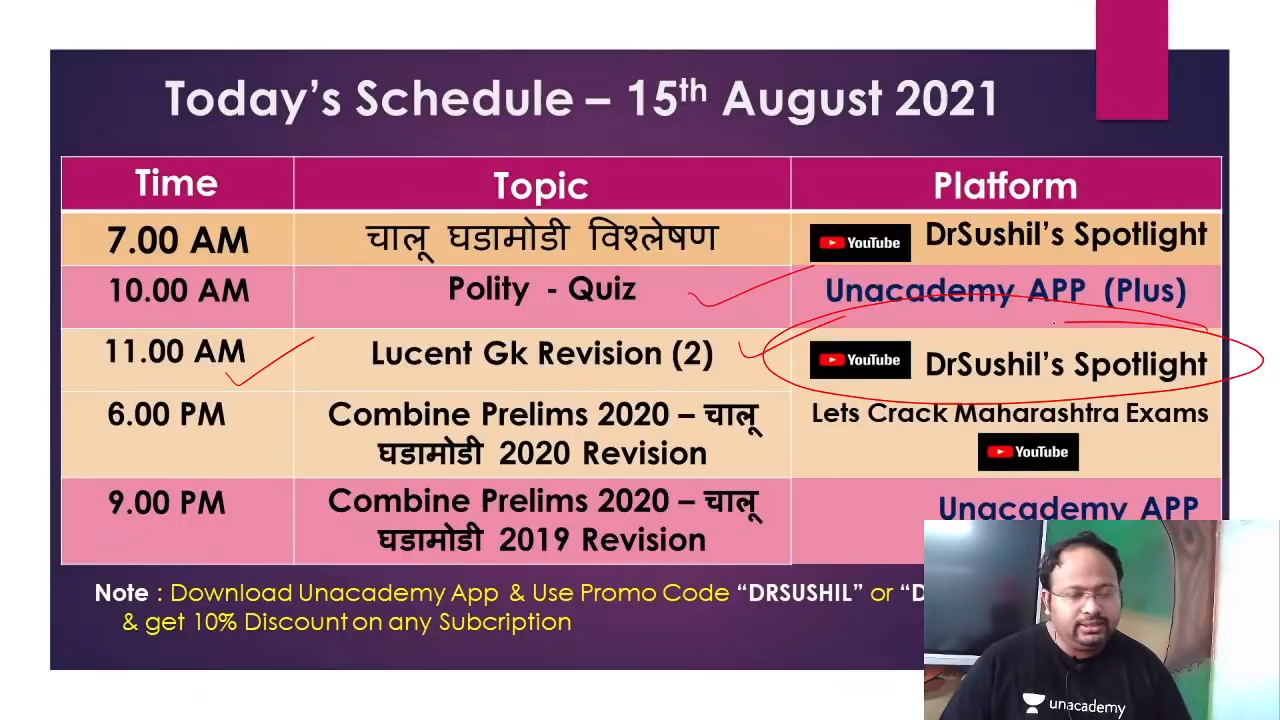 Today's Schedule – 15th August 2021
Time Topic Platform
7.00 AM चालू घडामोडी विश्लेषण YouTube DrSushil's Spotlight
10.00 AM Polity - Quiz Unacademy APP (Plus)
11.00 AM Lucent Gk Revision (2) YouTube DrSushil's Spotlight
6.00 PM Combine Prelims 2020 – चालू Lets Crack Maharashtra Exams
घडामोडी 2020 Revision YouTube
9.00 PM Combine Prelims 2020 – चालू Unacademy APP
घडामोडी 2019 Revision
Note : Download Unacademy App & Use Promo Code “DRSUSHIL” or “D
& get 10% Discount on any Subcription
unacademy